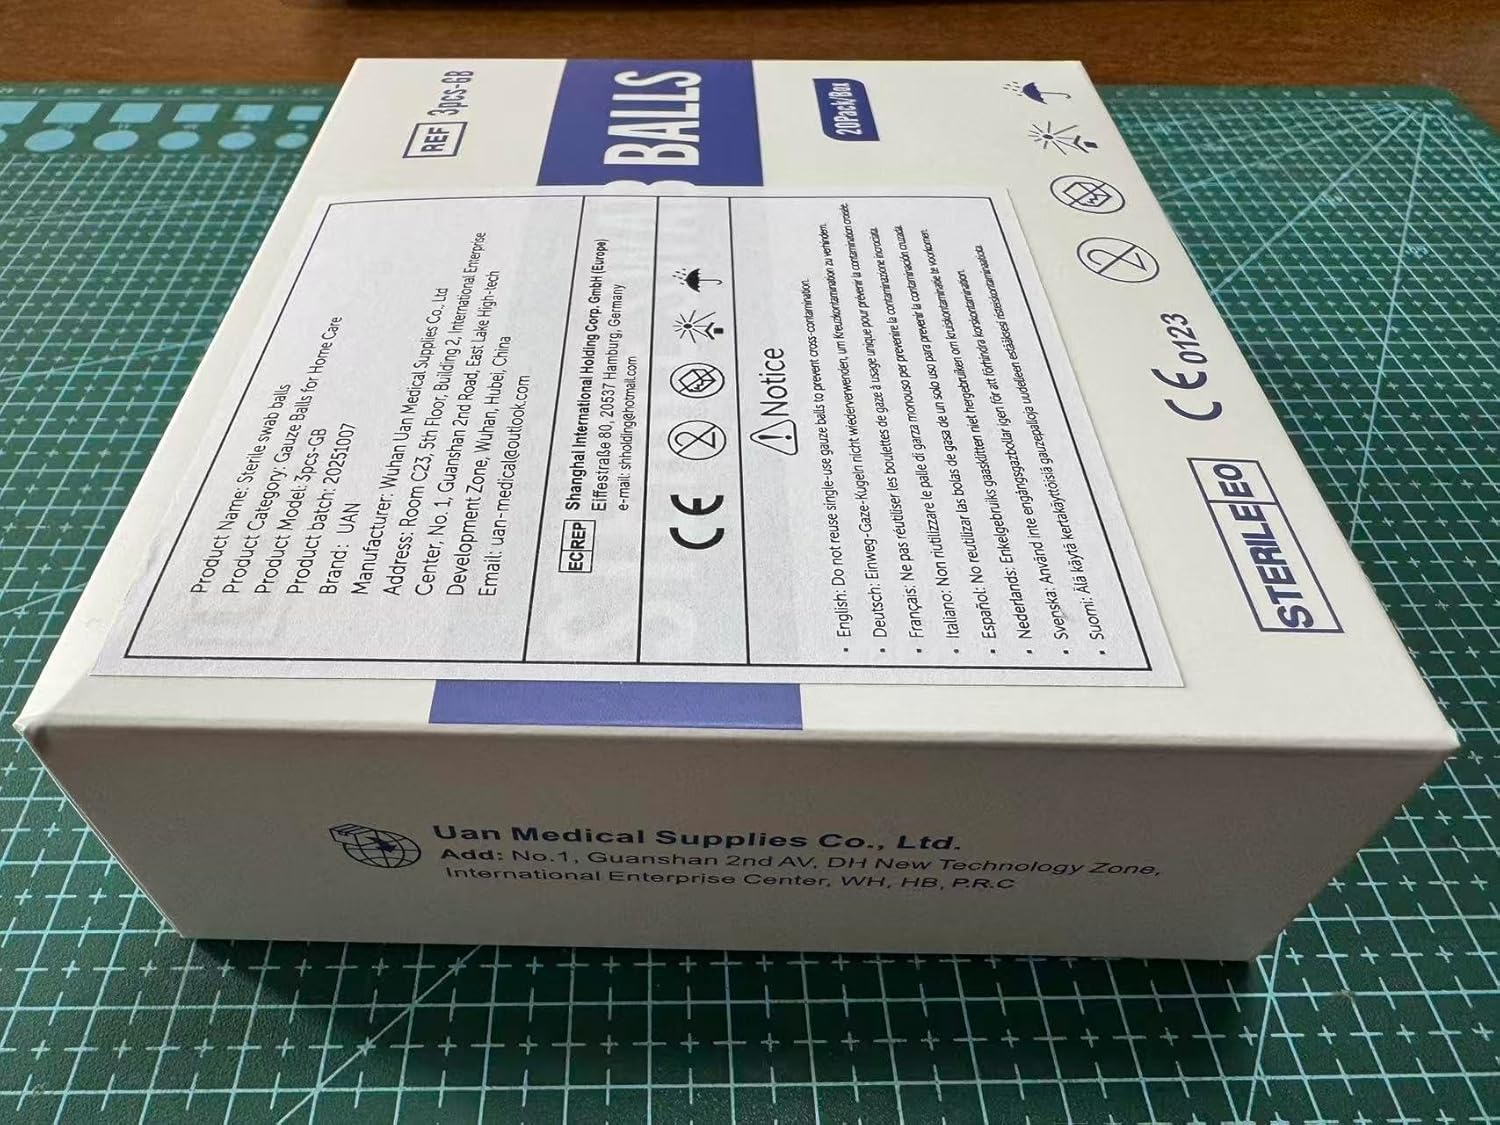 REF 3pcs-GB
BALLS
20Pack/Box
Product Name: Sterile swab balls
Product Category: Gauze Balls for Home Care
Product Model: 3pcs-GB
Product Datch: 20251007
Brand: UAN
Manufacturer: Wuhan Uan Medical Supplies Co., Ltd
Address: Room C23, 5th Floor, Building 2, International Enterprise
Center, No. 1, Guanshan 2nd Road, East Lake High-tech
Development Zone, Wuhan, Hubei, China
Email: uan-medical@outlook.com
EC REP Shanghai International Holding Corp. GmbH (Europe)
Eiffestraße 80, 20537 Hamburg, Germany
e-mail: shholding@hotmail.com
CE 2
Notice
• English: Do not reuse single-use gauze balls to prevent cross-contamination.
• Deutsch: Einweg-Gaze-Kugeln nicht wiederverwenden, um Kreuzkontamination zu verhindern.
• Français: Ne pas réutiliser les boulettes de gaze à usage unique pour prévenir la contamination croisée.
• Italiano: Non riutilizzare le palle di garza monouso per prevenire la contaminazione incrociata.
• Español: No reutilizar las bolas de gasa de un solo uso para prevenir la contaminación cruzada.
• Nederlands: Enkelgebruiks gaaskűtten niet hergebruiken om kruiskontaminatie te voorkomen.
• Svenska: Använd inte engångsgazbollar igen för att förhindra korskontamination.
• Suomi: Älä käytä kertakäyttöisiä gauzepalloja uudelleen estääksesi risteiskontaminaatiota.
STERILE EO
CE 0123
2
Uan Medical Supplies Co., Ltd.
Add: No.1, Guanshan 2nd AV, DH New Technology Zone,
International Enterprise Center, WH, HB, P.R.C